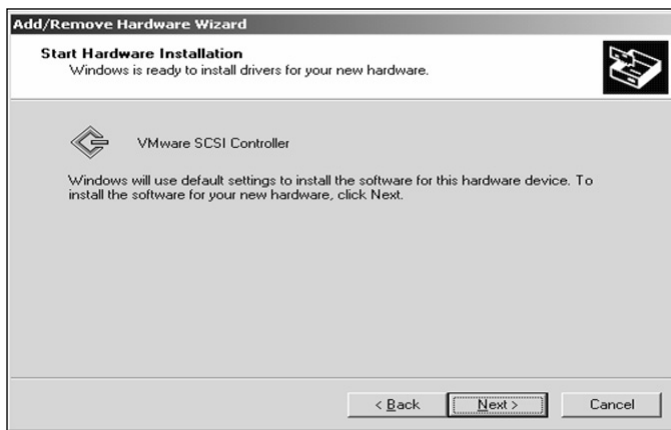 Add/Remove Hardware Wizard
Start Hardware Installation
Windows is ready to install drivers for your new hardware.
VMware SCSI Controller
Windows will use default settings to install the software for this hardware device. To
install the software for your new hardware, click Next.
< Back
Next >
Cancel